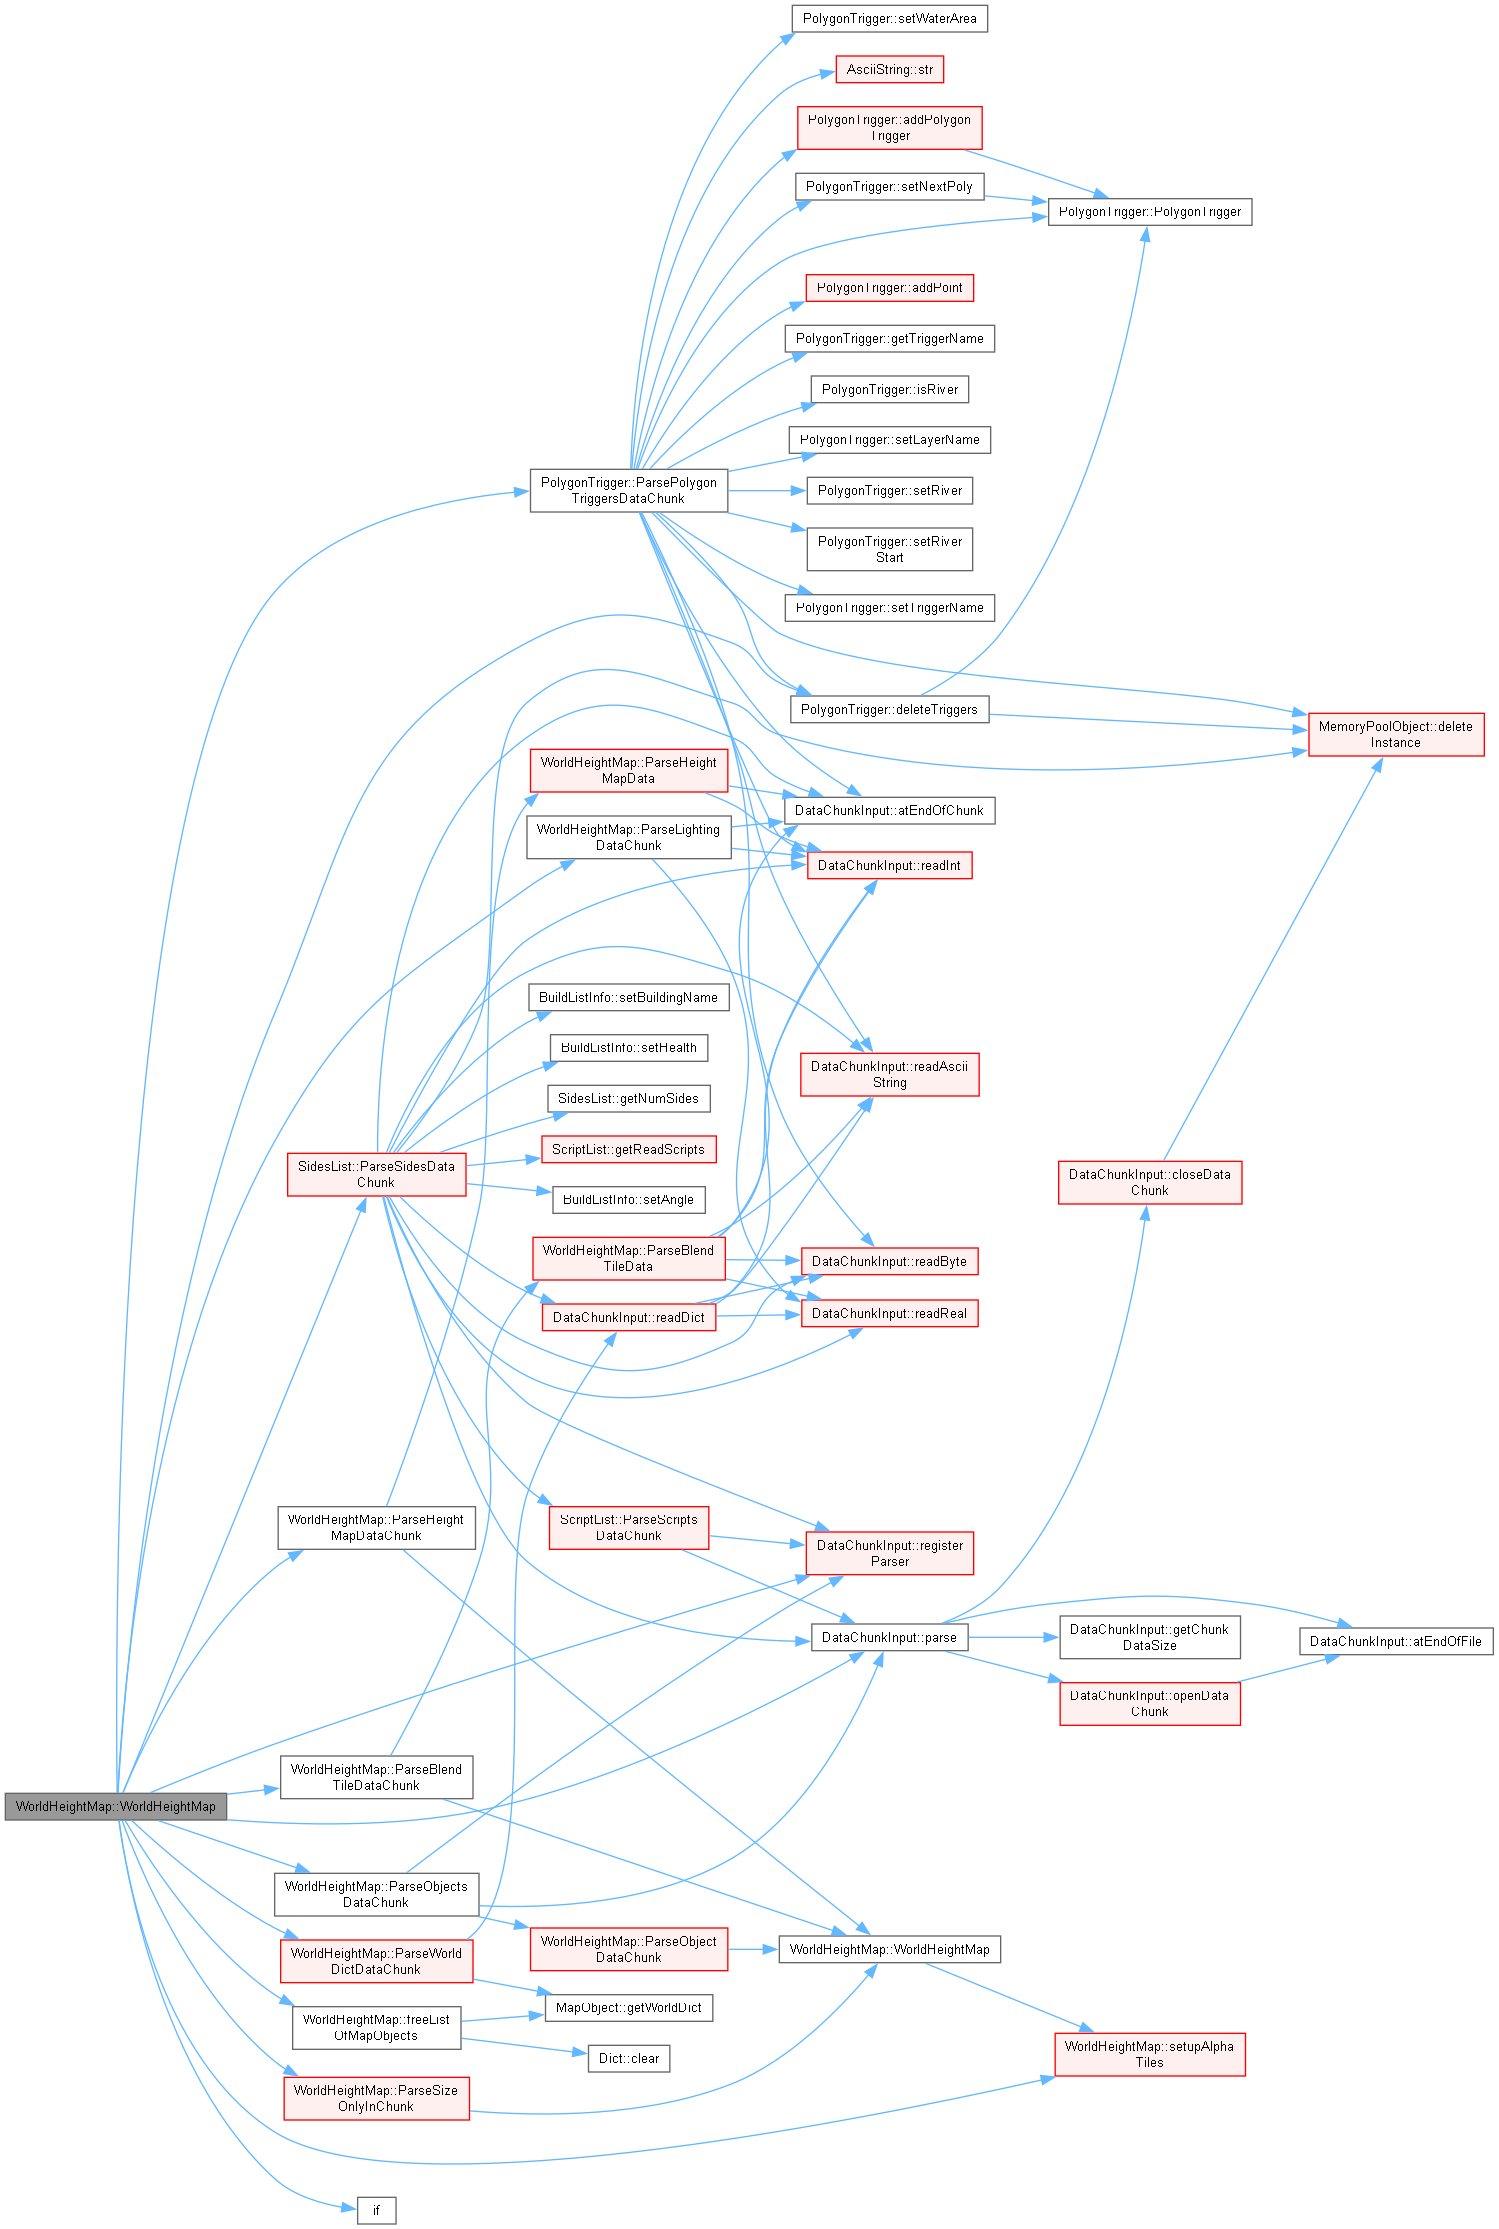 PolygonTrigger::setWaterArea
AsciiString::str
PolygonTrigger::addPolygon
Trigger
PolygonTrigger::setNextPoly
PolygonTrigger::PolygonTrigger
PolygonTrigger::addPoint
PolygonTrigger::getTriggerName
PolygonTrigger::isRiver
PolygonTrigger::setLayerName
PolygonTrigger::ParsePolygon
TriggersDataChunk
PolygonTrigger::setRiver
PolygonTrigger::setRiver
Start
PolygonTrigger::setTriggerName
PolygonTrigger::deleteTriggers
MemoryPoolObject::delete
Instance
WorldHeightMap::ParseHeight
MapData
DataChunkInput::atEndOfChunk
WorldHeightMap::ParseLighting
DataChunk
DataChunkInput::readInt
BuildListInfo::setBuildingName
BuildListInfo::setHealth
DataChunkInput::readAscii
String
SidesList::getNumSides
ScriptList::getReadScripts
SidesList::ParseSidesData
Chunk
DataChunkInput::closeData
Chunk
BuildListInfo::setAngle
WorldHeightMap::ParseBlend
TileData
DataChunkInput::readByte
DataChunkInput::readDict
DataChunkInput::readReal
WorldHeightMap::ParseHeight
MapDataChunk
ScriptList::ParseScripts
DataChunk
DataChunkInput::register
Parser
DataChunkInput::parse
DataChunkInput::getChunk
DataSize
DataChunkInput::atEndOfFile
DataChunkInput::openData
Chunk
WorldHeightMap::ParseBlend
TileDataChunk
WorldHeightMap::WorldHeightMap
WorldHeightMap::ParseObjects
DataChunk
WorldHeightMap::ParseObject
DataChunk
WorldHeightMap::WorldHeightMap
WorldHeightMap::ParseWorld
DictDataChunk
MapObject::getWorldDict
WorldHeightMap::freeList
OfMapObjects
Dict::clear
WorldHeightMap::setupAlpha
Tiles
WorldHeightMap::ParseSize
OnlyInChunk
if